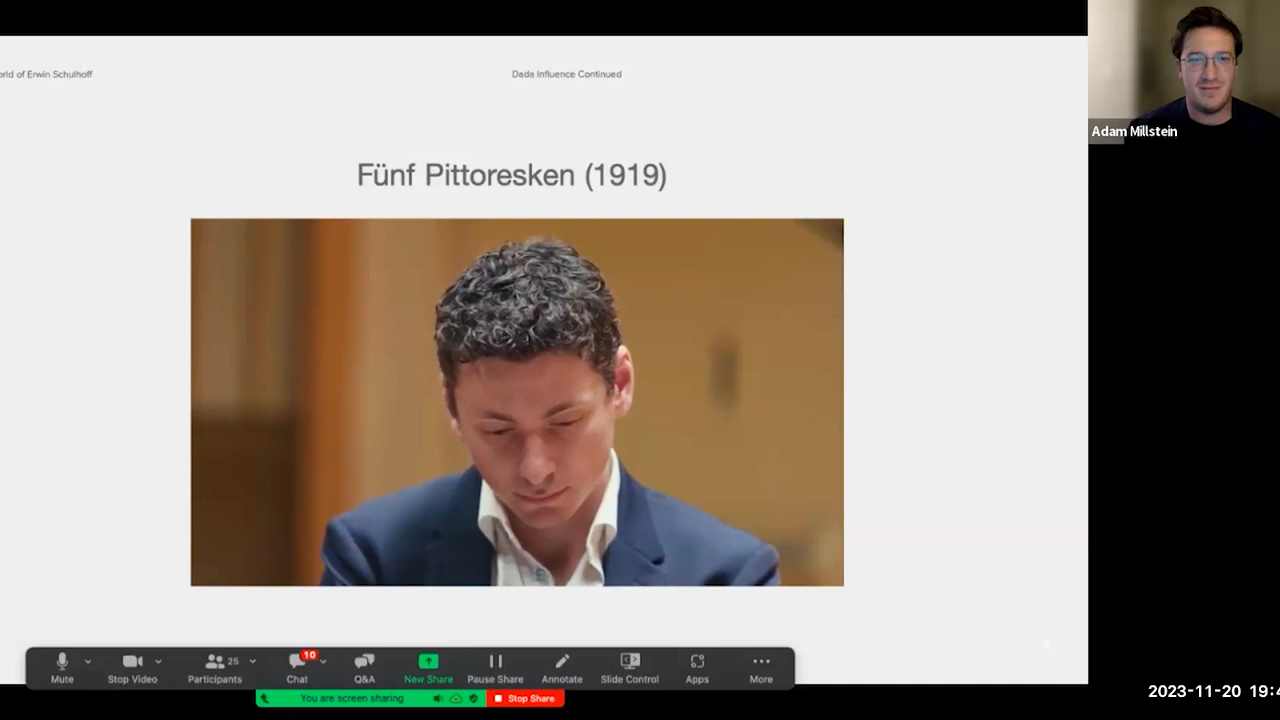 orld of Erwin Schulhoff
Dada Influence Continued
Adam Millstein
Fünf Pittoresken (1919)
10
25
Mute
Stop Video
Participants
Chat
Q&A
New Share
Pause Share
Annotate
Slide Control
Apps
More
You are screen sharing
Stop Share
2023-11-20 19:4